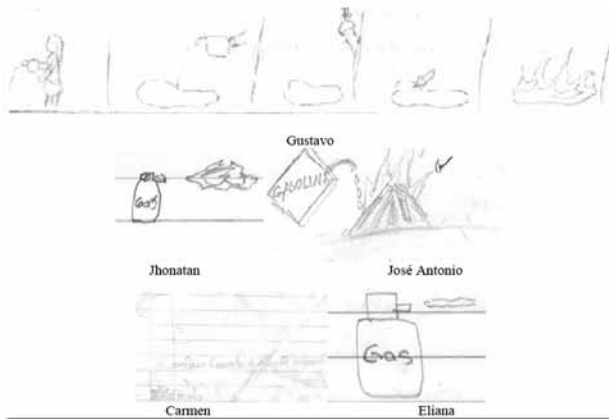 Gustavo
Gas
GASOLINA
Jhonatan
José Antonio
Gas
Carmen
Eliana